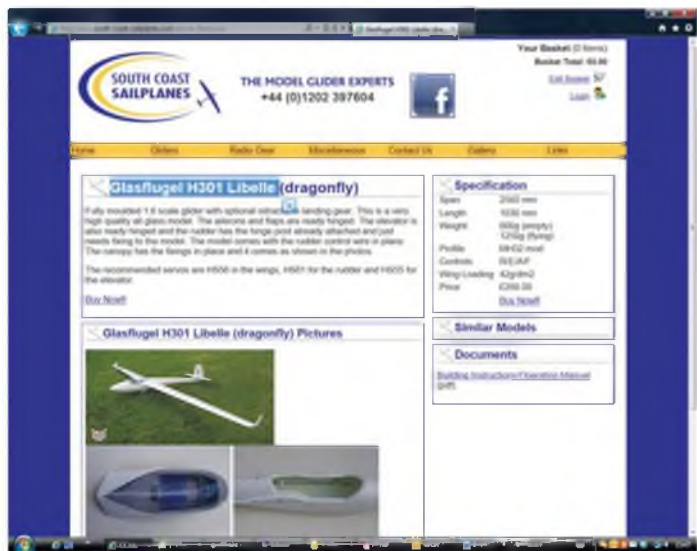 Your Basket (0 items)
Basket Total: £0.00
Edit Basket
Login
SOUTH COAST
SAILPLANES
THE MODEL GLIDER EXPERTS
+44 (0)1202 397604
Home Gliders Radio Gear Miscellaneous Contact Us Gallery Links
Glasflugel H301 Libelle (dragonfly)
Fully moulded 1:6 scale glider with optional retractable landing gear. This is a very
high quality all glass model. The ailerons and flaps are ready hinged. The elevator is
also ready hinged and the rudder has the hinge post already attached and just
needs fixing to the model. The model comes with the rudder control wire in place.
The canopy has the fixings in place and it comes as shown in the photos.
The recommended servos are in the wings, for the rudder and for
the elevator.
Buy Now!!
Glasflugel H301 Libelle (dragonfly) Pictures
Specification
Span mm
Length 1030 mm
Weight (empty)
(flying)
Profile mod
Controls R/E/A/F
Wing Loading 42g/dm2
Price
Buy Now!!
Similar Models
Documents
Building Instructions/Operating Manual
(pdf)